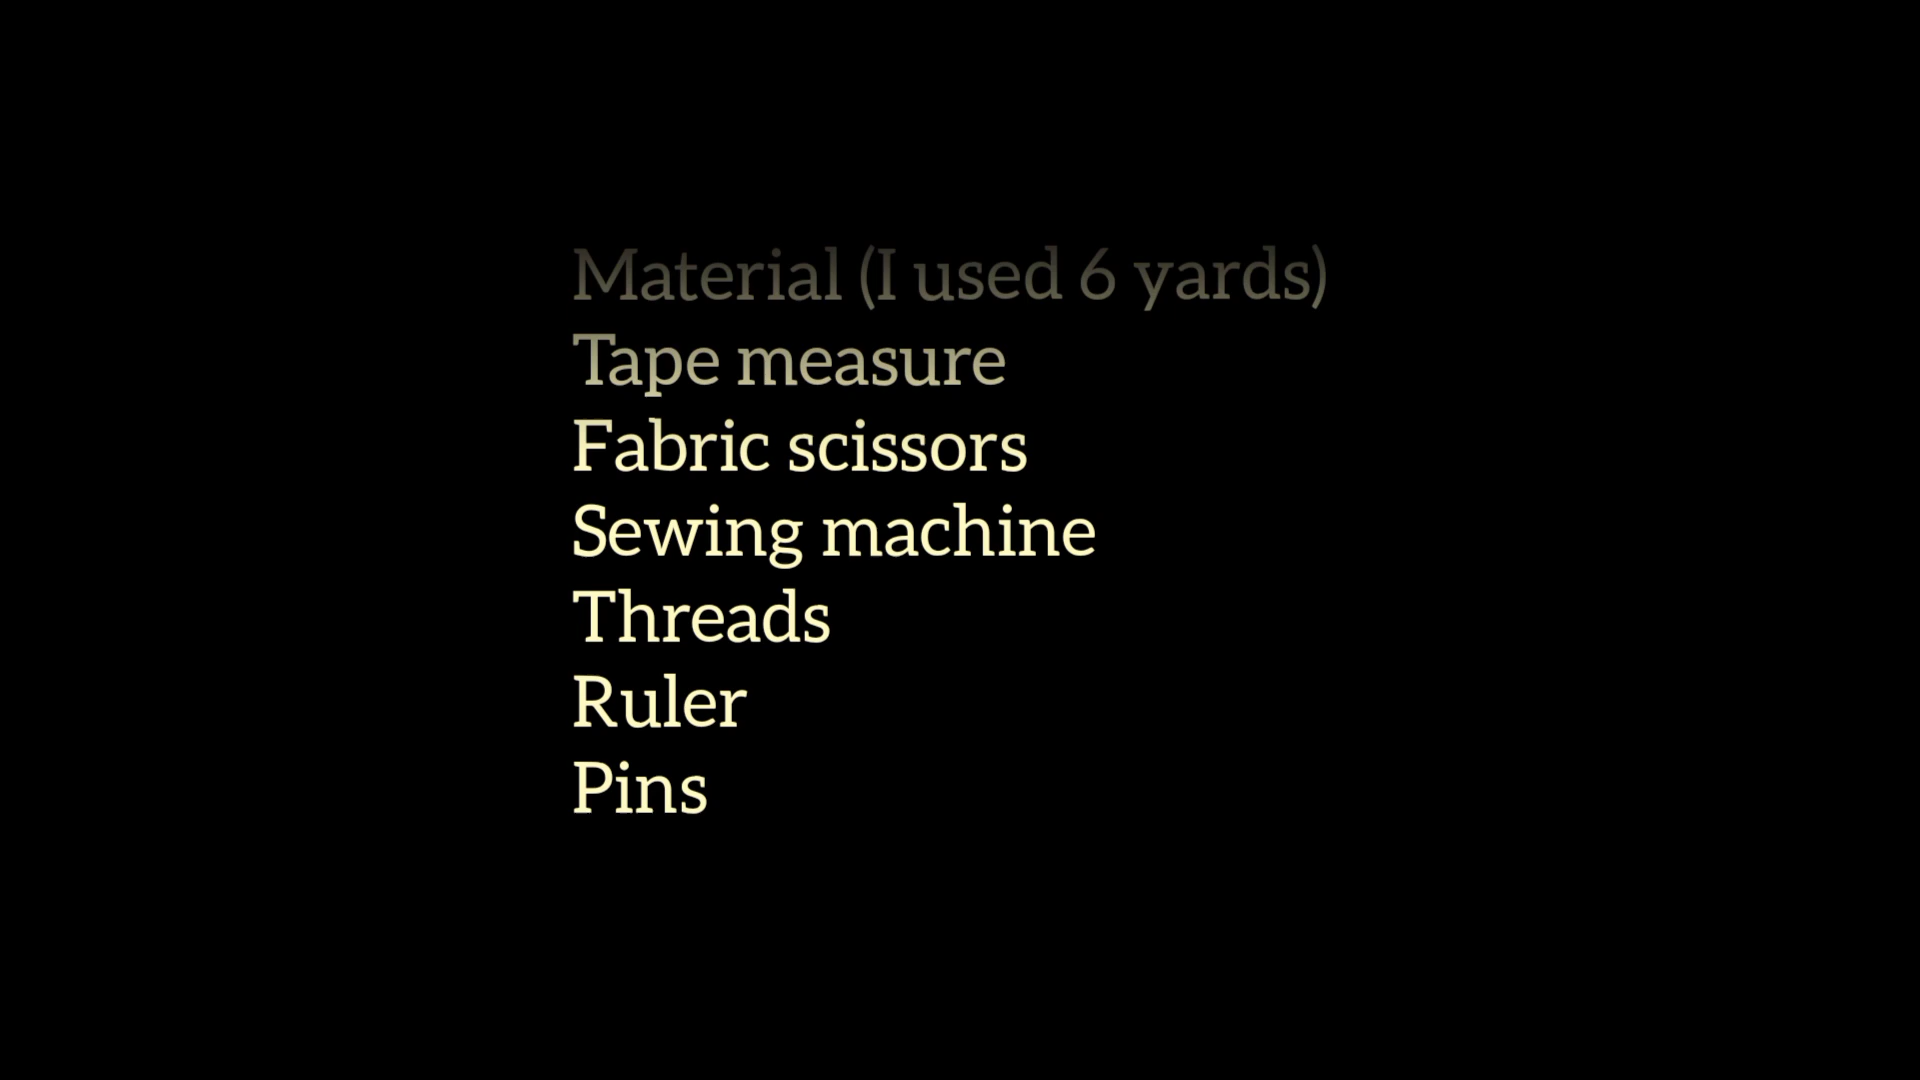 Material (I used 6 yards)
Tape measure
Fabric scissors
Sewing machine
Threads
Ruler
Pins